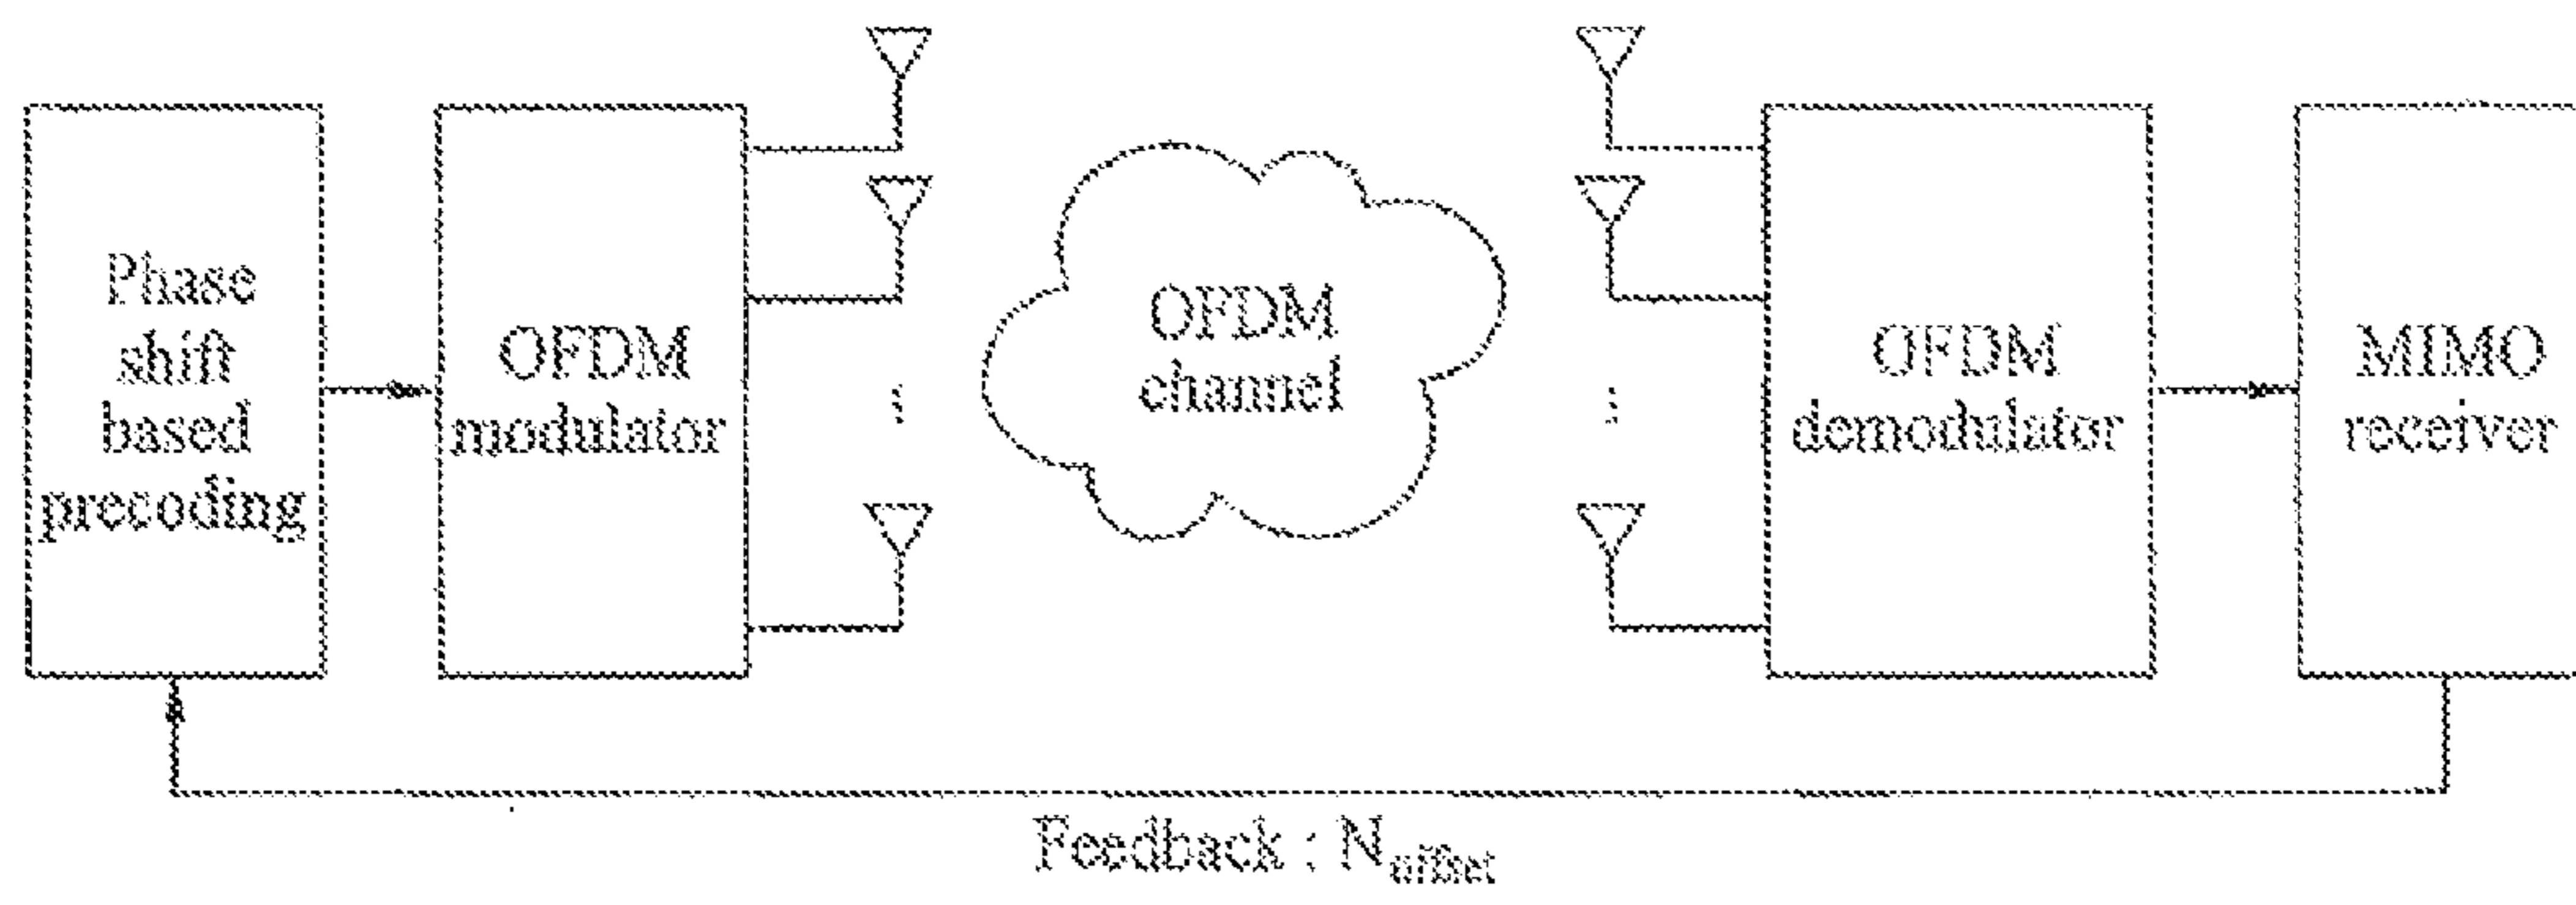 Phase
shift
based
precoding
OFDM
modulator
OFDM
channel
OFDM
demodulator
MIMO
receiver
Feedback : Noffset